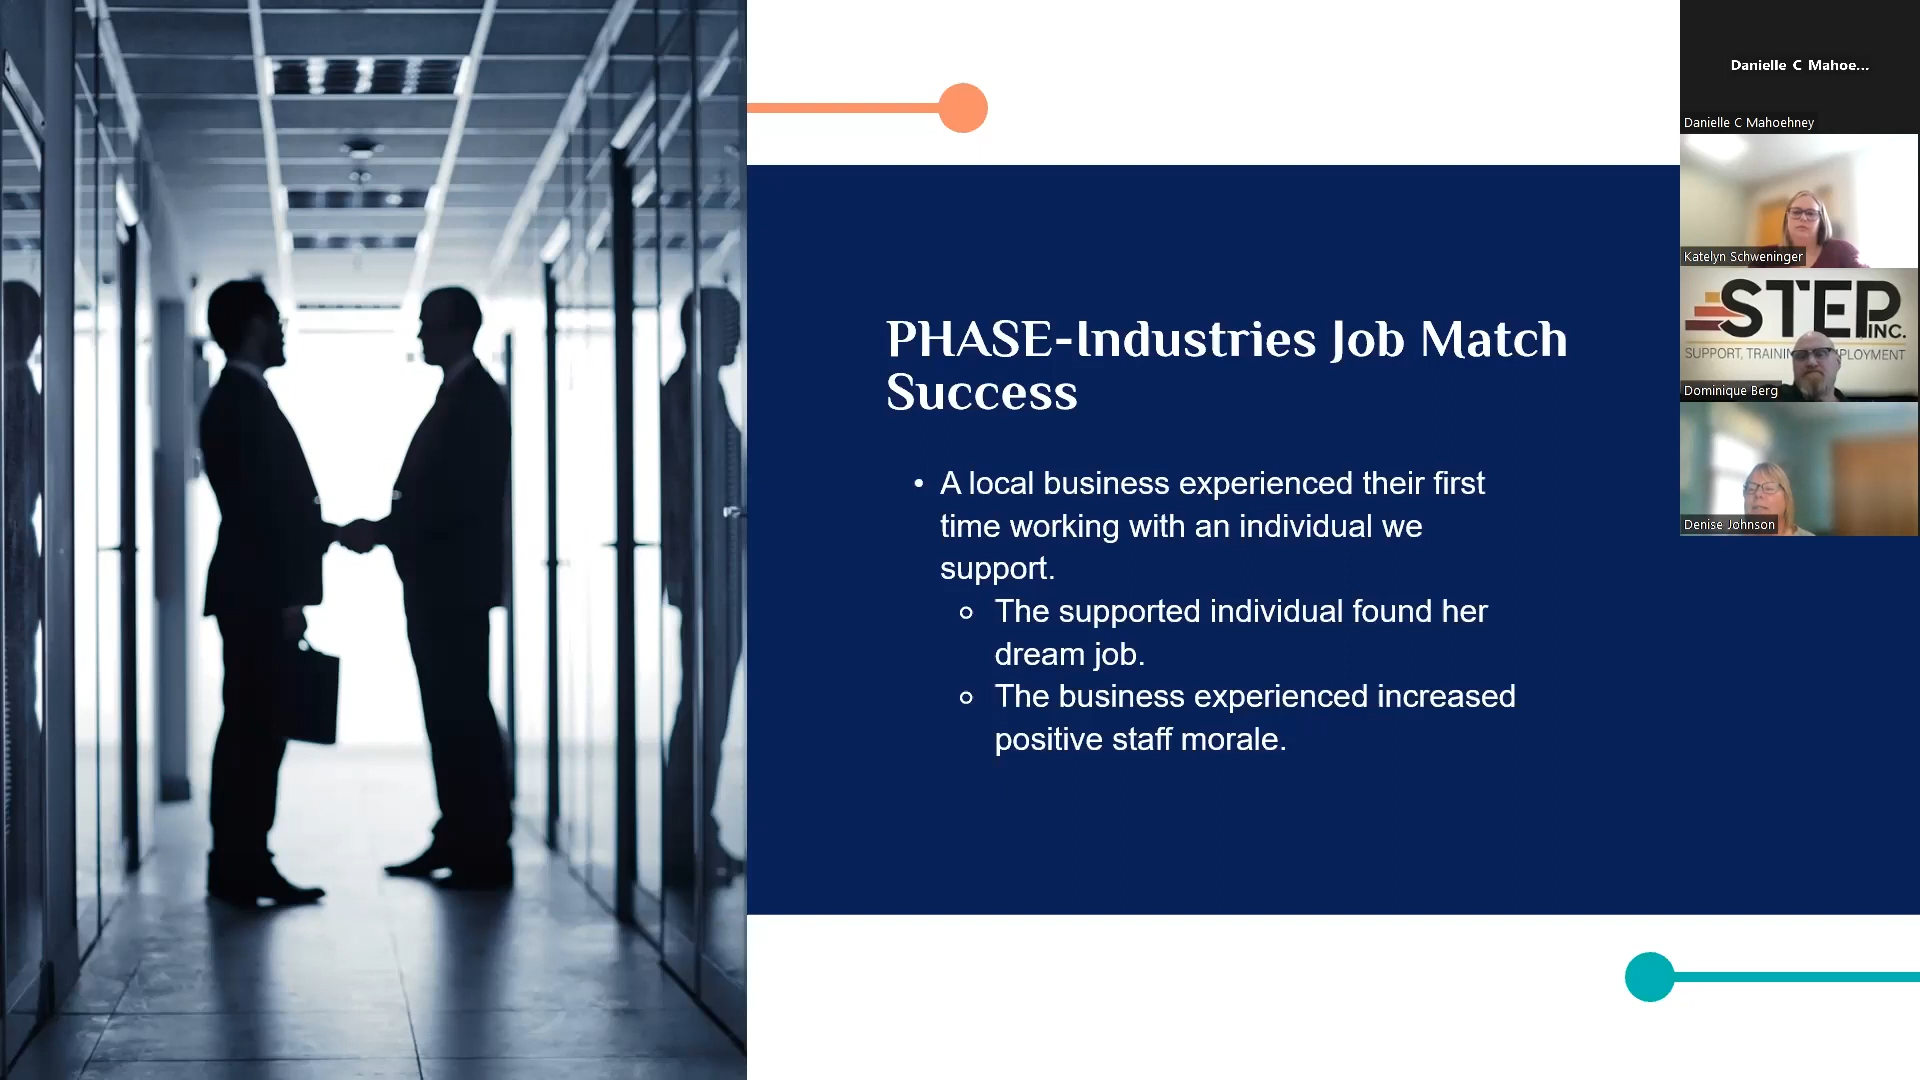 PHASE-Industries Job Match
Success
• A local business experienced their first
time working with an individual we
support.
○ The supported individual found her
dream job.
○ The business experienced increased
positive staff morale.
Danielle C Mahoe...
Danielle C Mahoehney
Katelyn Schweninger
STEP
INC.
SUPPORT, TRAININ MPLOYMENT
Dominique Berg
Denise Johnson